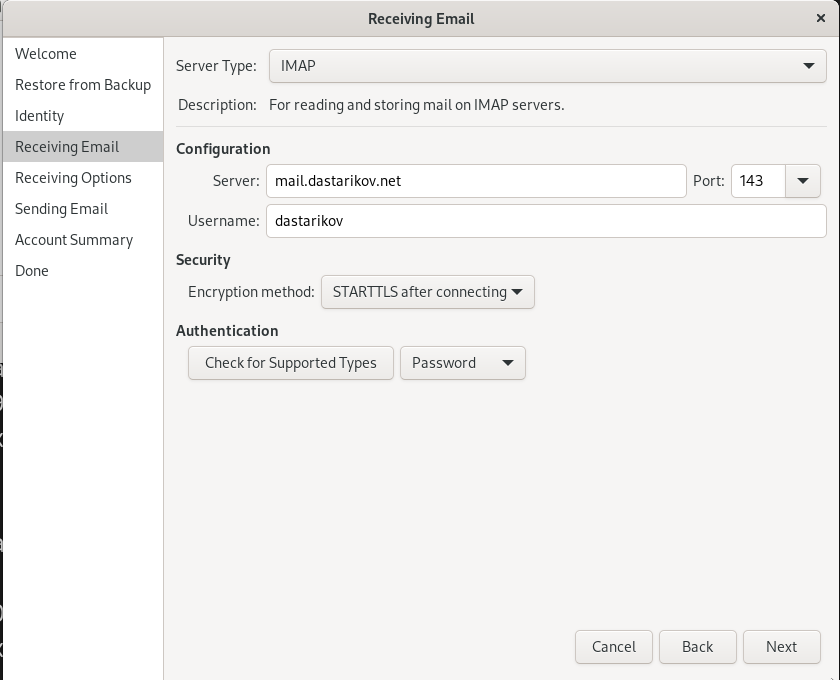 Receiving Email
Welcome
Restore from Backup
Identity
Receiving Email
Receiving Options
Sending Email
Account Summary
Done
Server Type: IMAP
Description: For reading and storing mail on IMAP servers.
Configuration
Server: mail.dastarikov.net Port: 143
Username: dastarikov
Security
Encryption method: STARTTLS after connecting
Authentication
Check for Supported Types Password
Cancel Back Next